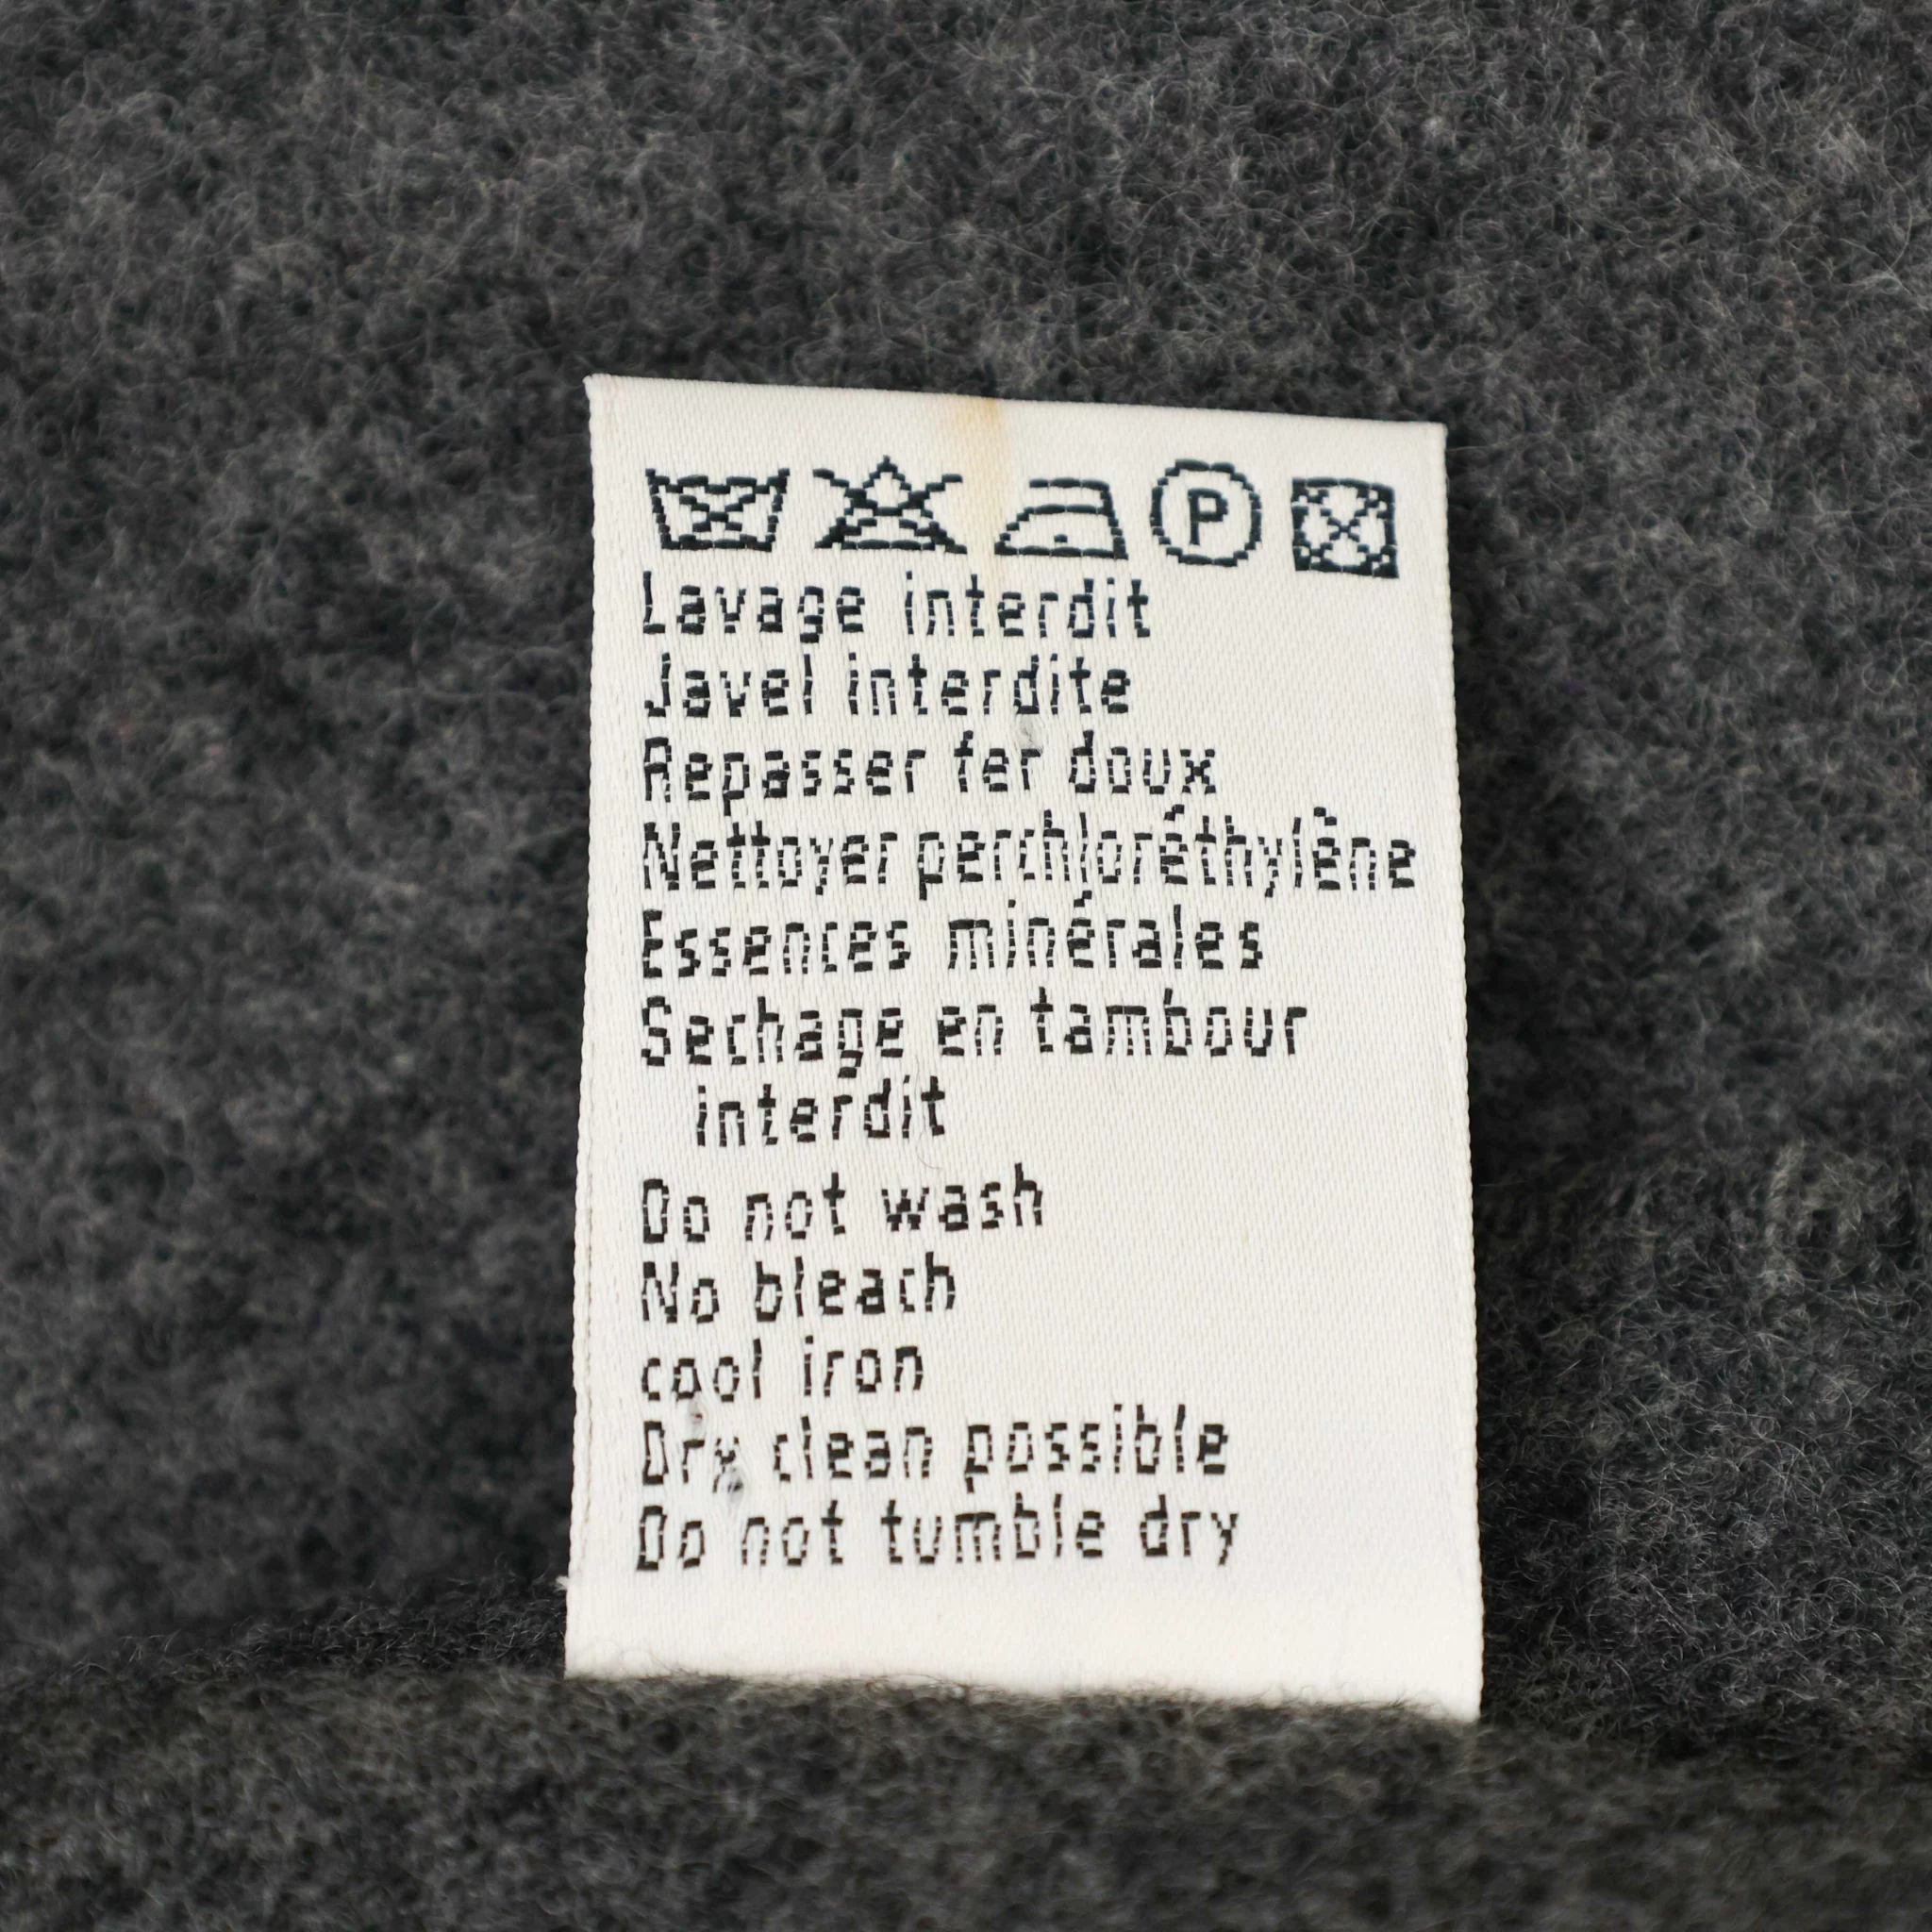 P
Lavage interdit
Javel interdite
Repasser fer doux
Nettoyer perchloréthylène
Essences minérales
Sechage en tambour
interdit
Do not wash
No bleach
cool iron
Dry clean possible
Do not tumble dry